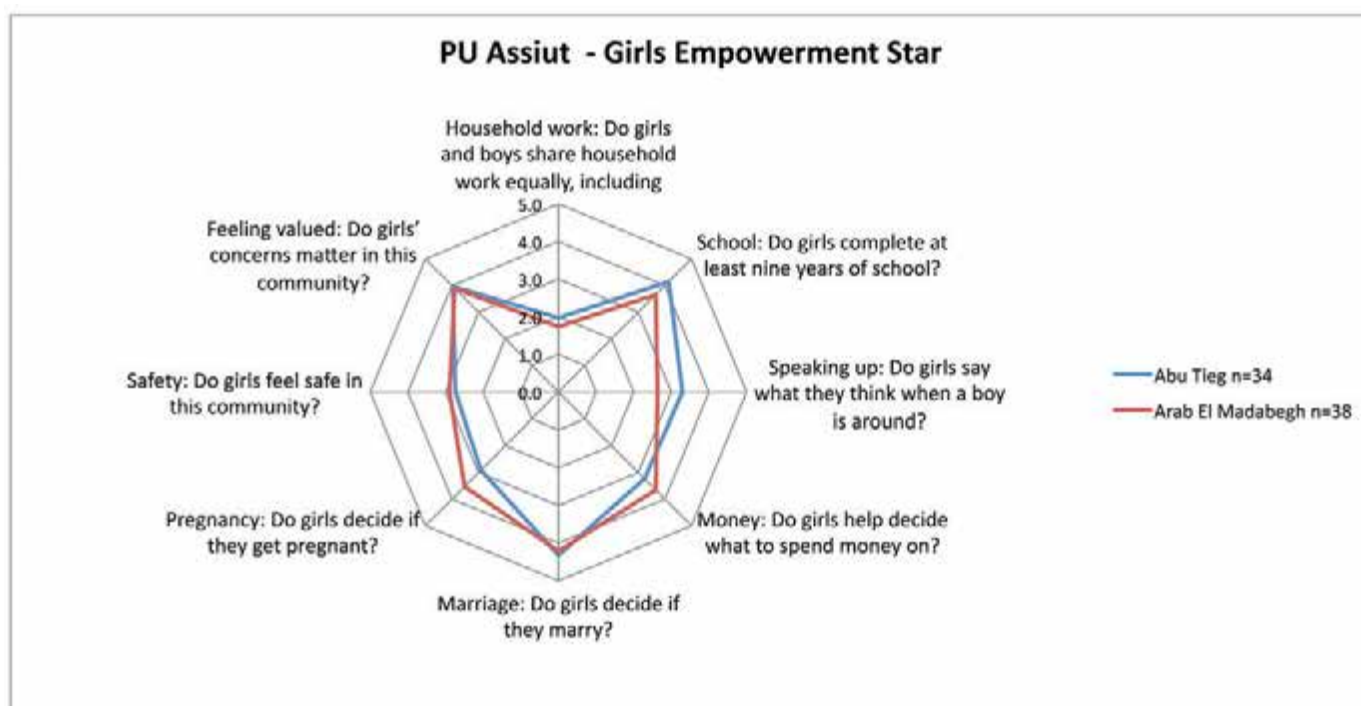 PU Assiut - Girls Empowerment Star
Household work: Do girls
and boys share household
work equally, including
5.0
4.0
3.0
2.0
1.0
0.0
School: Do girls complete at
least nine years of school?
Speaking up: Do girls say
what they think when a boy
is around?
Money: Do girls help decide
what to spend money on?
Marriage: Do girls decide if
they marry?
Pregnancy: Do girls decide if
they get pregnant?
Safety: Do girls feel safe in
this community?
Feeling valued: Do girls’
concerns matter in this
community?
Abu Tieg n=34
Arab El Madabegh n=38